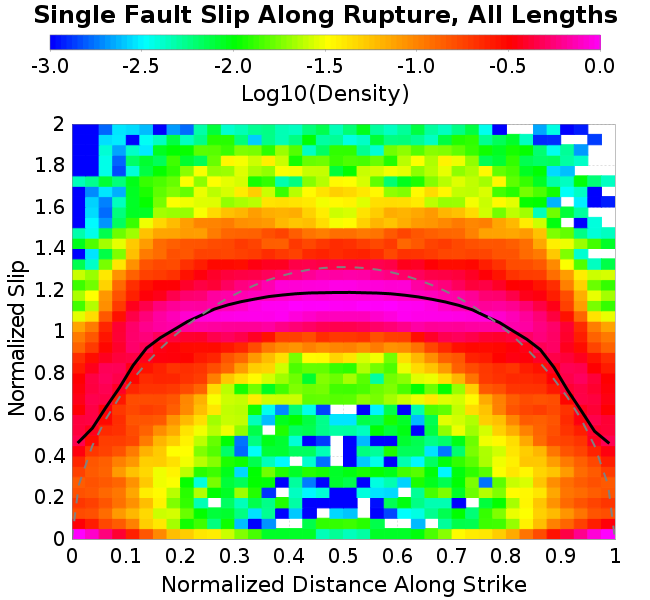 Single Fault Slip Along Rupture, All Lengths
-3.0 -2.5 -2.0 -1.5 -1.0 -0.5 0.0
Log10(Density)
2
1.8
1.6
1.4
1.2
1
0.8
0.6
0.4
0.2
0
Normalized Slip
0 0.1 0.2 0.3 0.4 0.5 0.6 0.7 0.8 0.9 1
Normalized Distance Along Strike